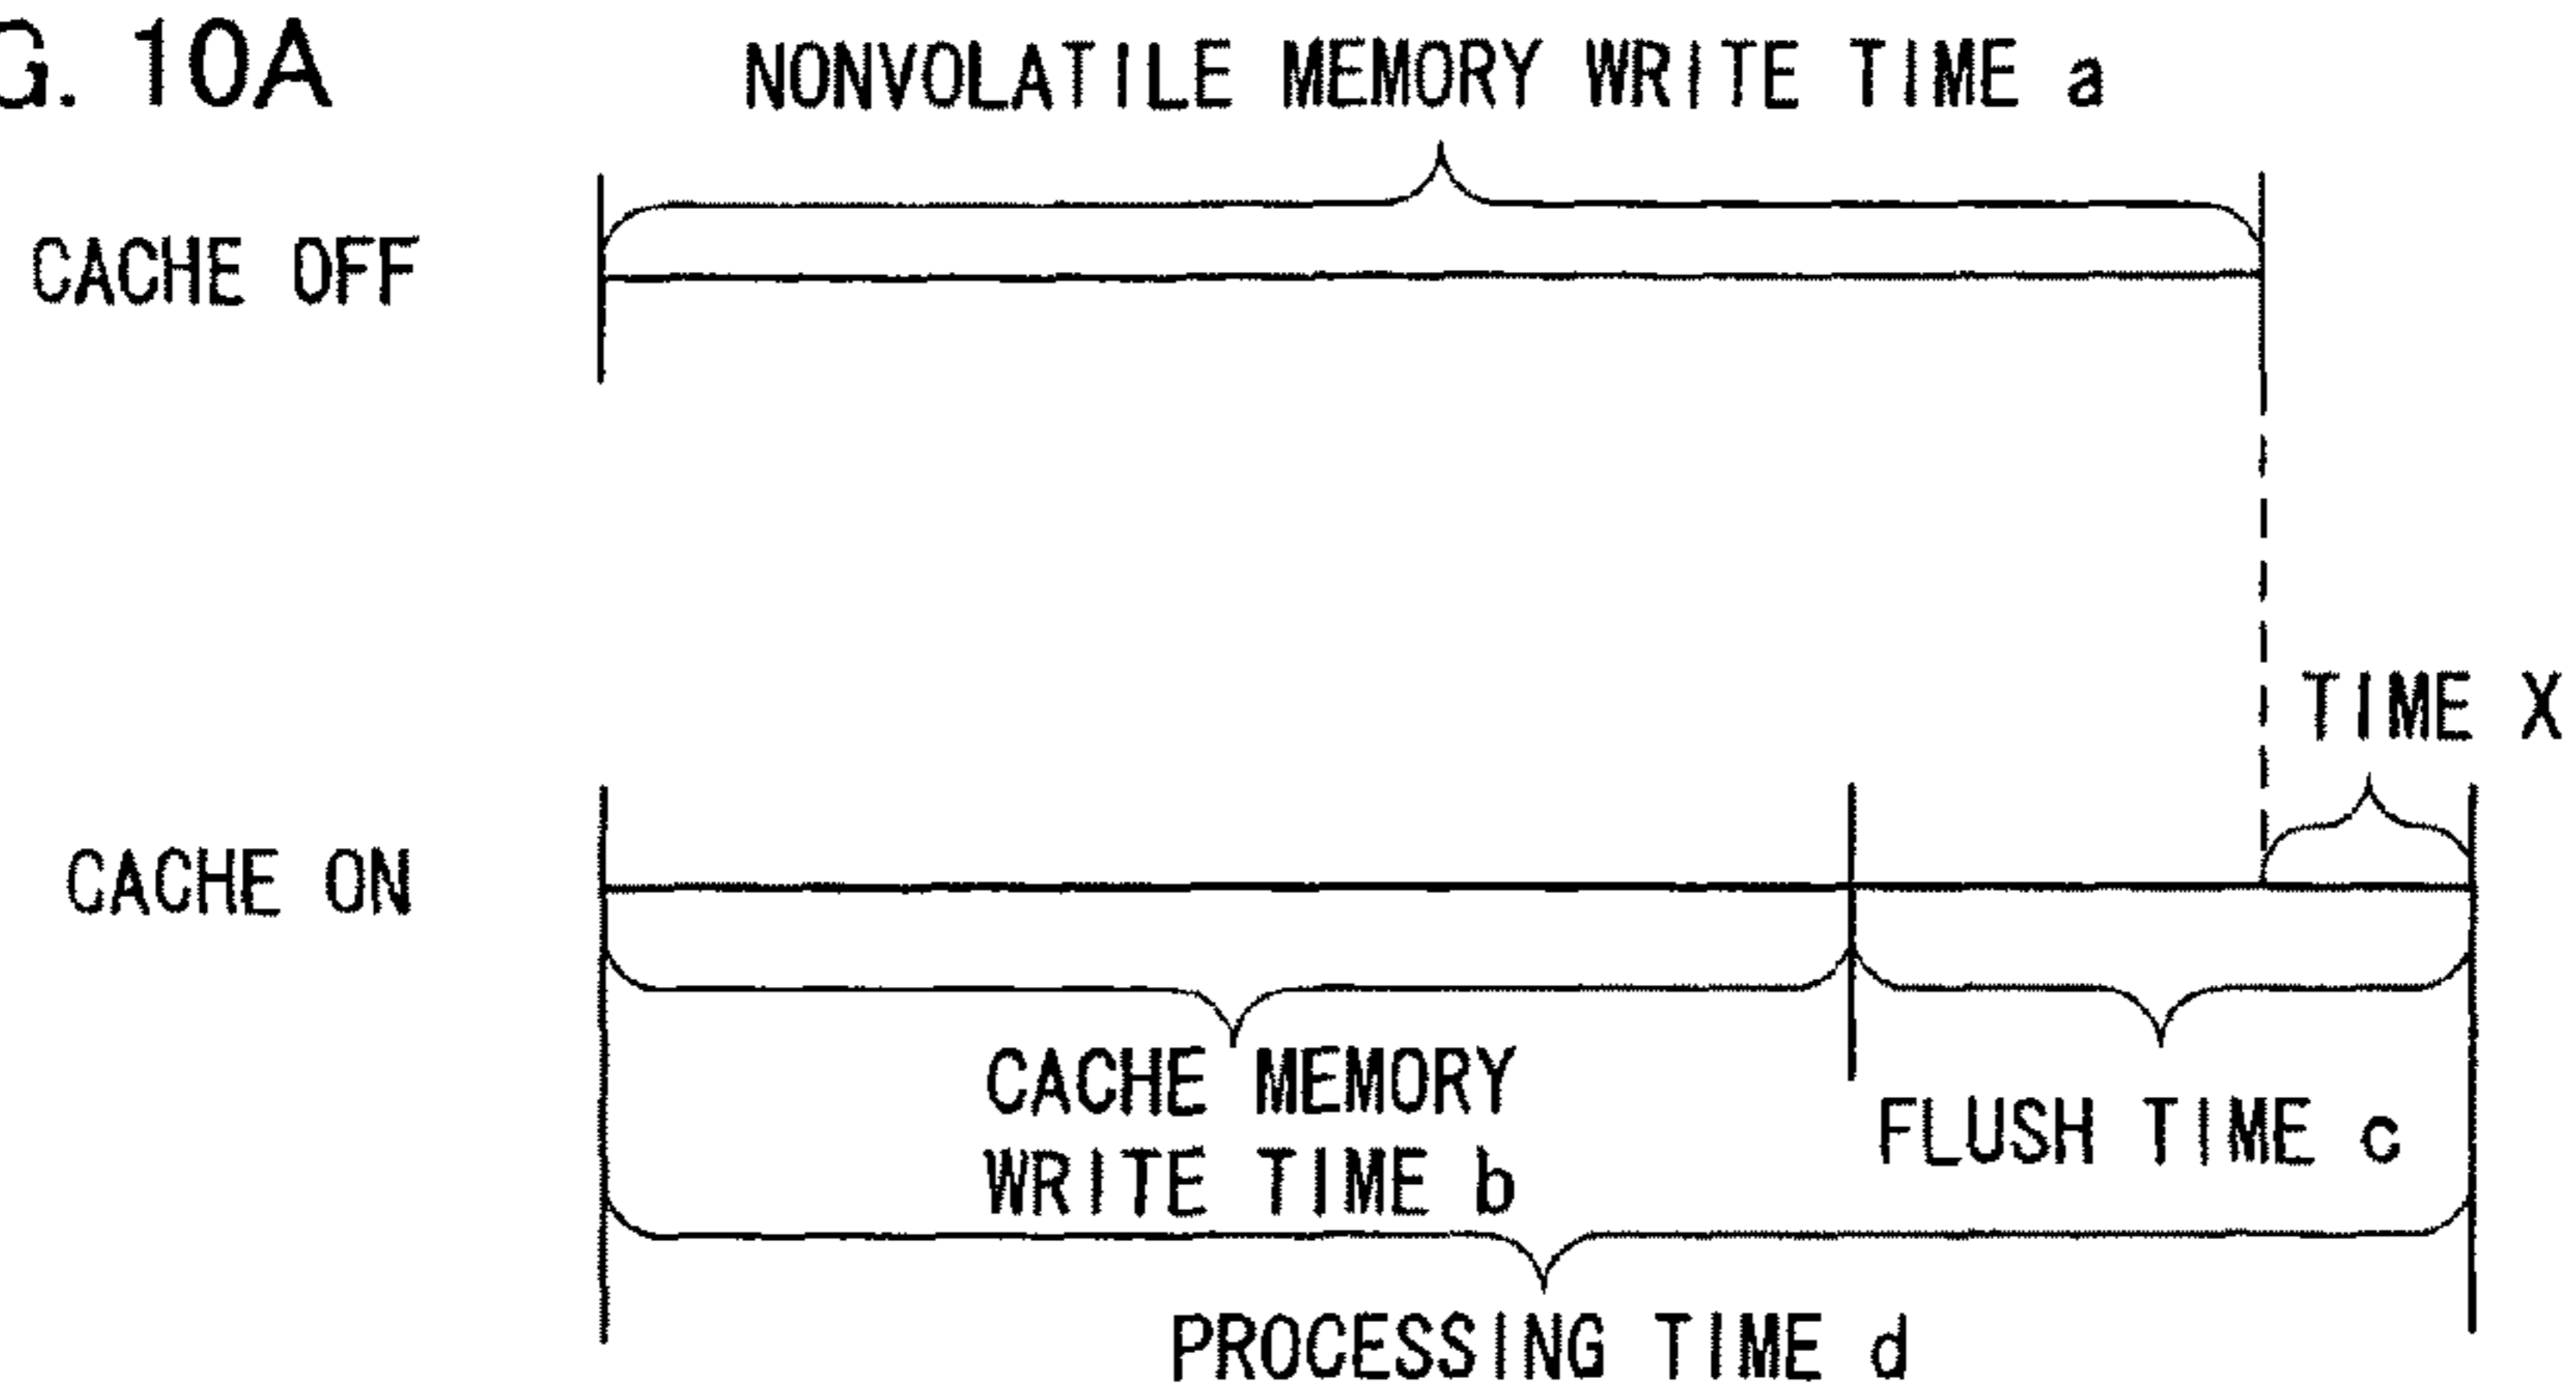 G. 10A
NONVOLATILE MEMORY WRITE TIME a
CACHE OFF
TIME X
CACHE ON
CACHE MEMORY
WRITE TIME b
FLUSH TIME c
PROCESSING TIME d